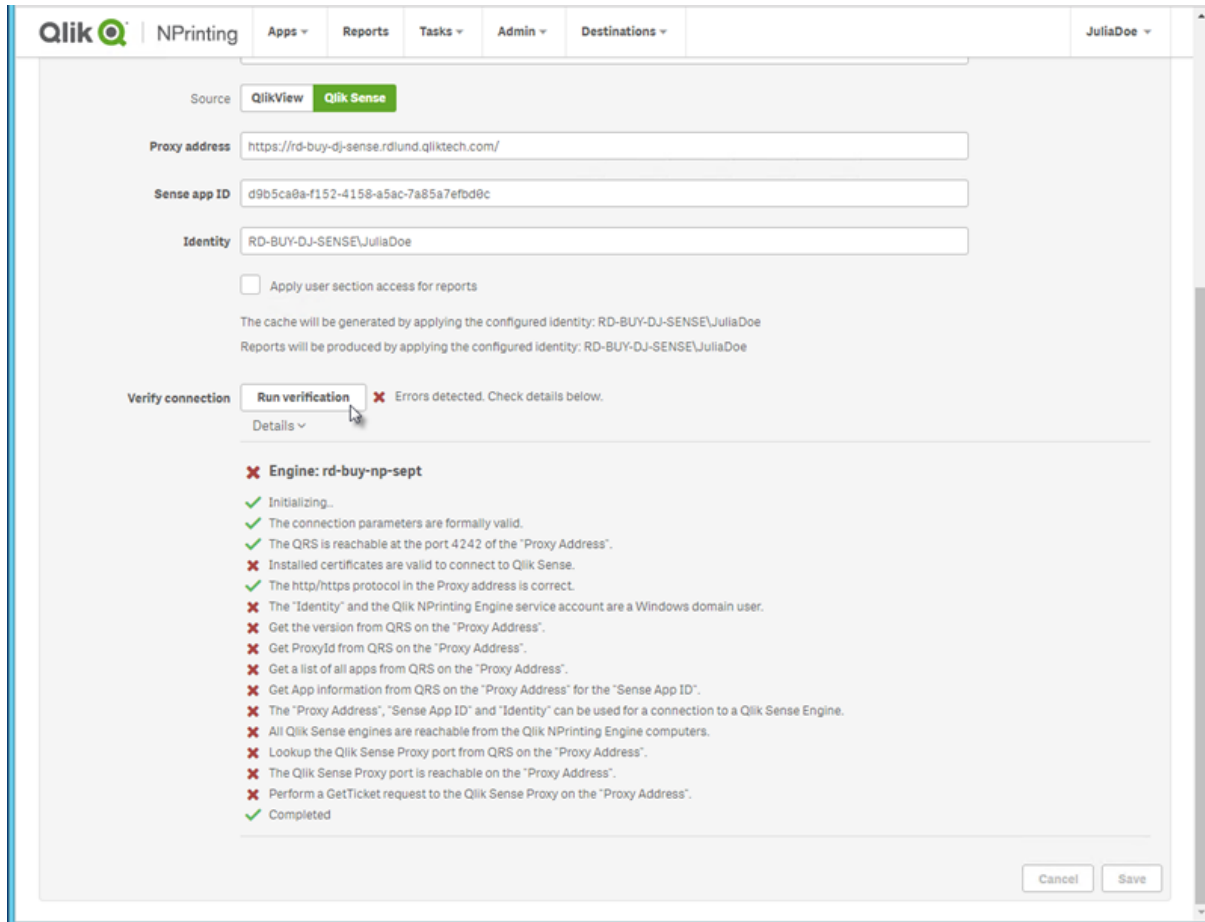 Qlik Q | NPrinting Apps Reports Tasks Admin Destinations JuliaDoe
Source QlikView Qlik Sense
Proxy address https://rd-buy-dj-sense.rdlund.qliktech.com/
Sense app ID d9b5ca0a-f152-4158-a5ac-7a85a7efbd0c
Identity RD-BUY-DJ-SENSE\JuliaDoe
Apply user section access for reports
The cache will be generated by applying the configured identity: RD-BUY-DJ-SENSE\JuliaDoe
Reports will be produced by applying the configured identity: RD-BUY-DJ-SENSE\JuliaDoe
Verify connection Run verification Errors detected. Check details below.
Details
Engine: rd-buy-np-sept
Initializing..
The connection parameters are formally valid.
The QRS is reachable at the port 4242 of the "Proxy Address".
Installed certificates are valid to connect to Qlik Sense.
The http/https protocol in the Proxy address is correct.
The "Identity" and the Qlik NPrinting Engine service account are a Windows domain user.
Get the version from QRS on the "Proxy Address".
Get ProxyId from QRS on the "Proxy Address".
Get a list of all apps from QRS on the "Proxy Address".
Get App information from QRS on the "Proxy Address" for the "Sense App ID".
The "Proxy Address", "Sense App ID" and "Identity" can be used for a connection to a Qlik Sense Engine.
All Qlik Sense engines are reachable from the Qlik NPrinting Engine computers.
Lookup the Qlik Sense Proxy port from QRS on the "Proxy Address".
The Qlik Sense Proxy port is reachable on the "Proxy Address".
Perform a GetTicket request to the Qlik Sense Proxy on the "Proxy Address".
Completed
Cancel Save